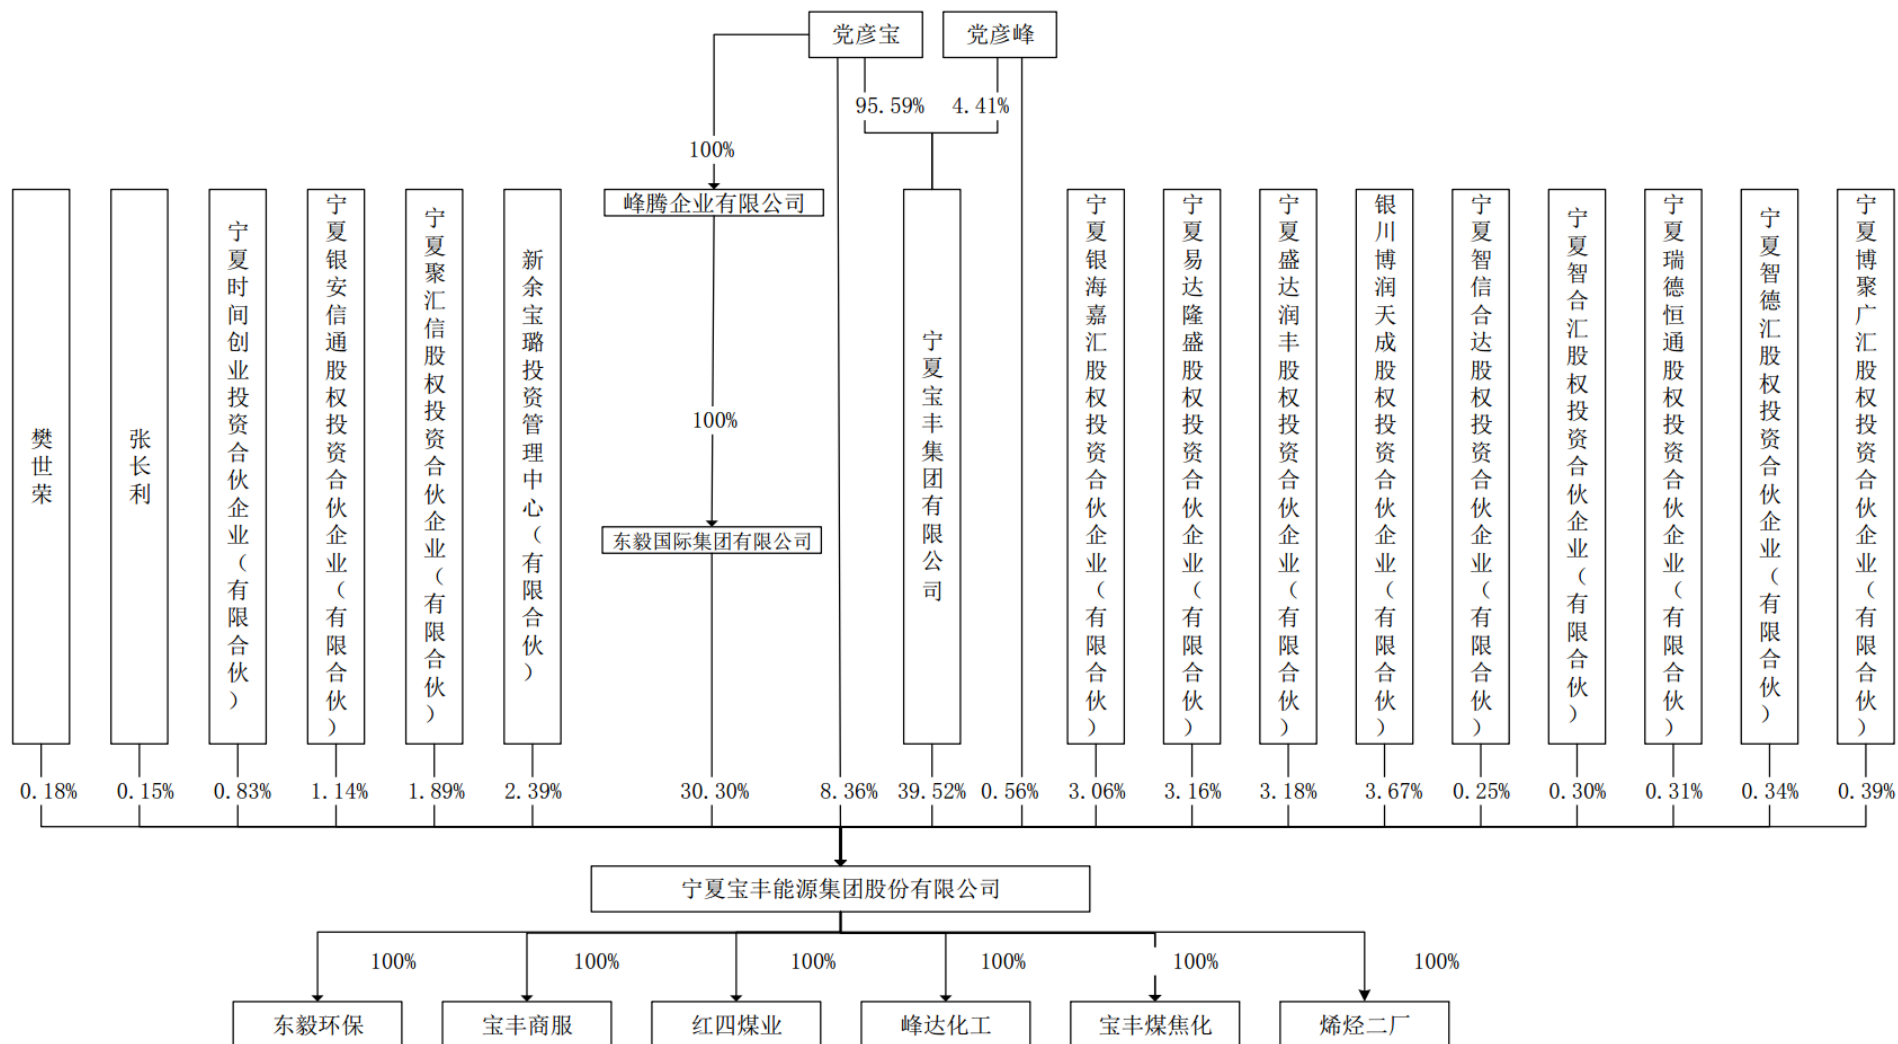 党彦宝
党彦峰
95.59%
4.41%
100%
樊世荣
张长利
宁夏时间创业投资合伙企业（有限合伙）
宁夏银安信通股权投资合伙企业（有限合伙）
宁夏聚汇信股权投资合伙企业（有限合伙）
新余宝璐投资管理中心（有限合伙）
峰腾企业有限公司
100%
东毅国际集团有限公司
宁夏宝丰集团有限公司
宁夏银海嘉汇股权投资合伙企业（有限合伙）
宁夏易达隆盛股权投资合伙企业（有限合伙）
宁夏盛达润丰股权投资合伙企业（有限合伙）
银川博润天成股权投资合伙企业（有限合伙）
宁夏智信合达股权投资合伙企业（有限合伙）
宁夏智合汇股权投资合伙企业（有限合伙）
宁夏瑞德恒通股权投资合伙企业（有限合伙）
宁夏智德汇股权投资合伙企业（有限合伙）
宁夏博聚广汇股权投资合伙企业（有限合伙）
0.18%
0.15%
0.83%
1.14%
1.89%
2.39%
30.30%
8.36%
39.52%
0.56%
3.06%
3.16%
3.18%
3.67%
0.25%
0.30%
0.31%
0.34%
0.39%
宁夏宝丰能源集团股份有限公司
100%
100%
100%
100%
100%
100%
东毅环保
宝丰商服
红四煤业
峰达化工
宝丰煤焦化
烯烃二厂